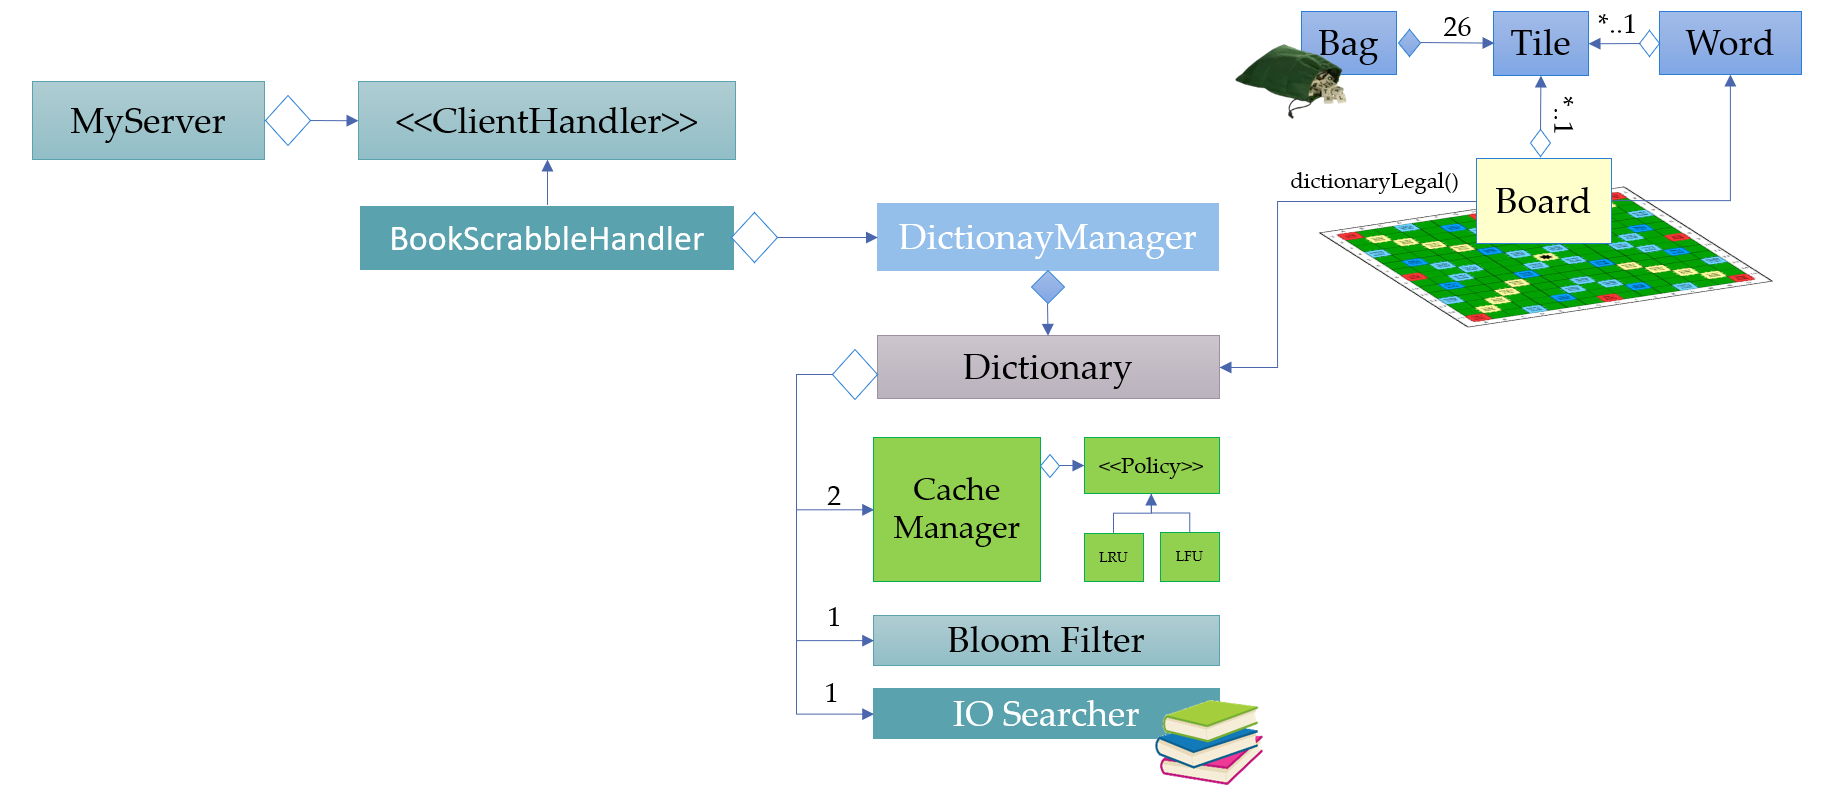 Bag
26
Tile
*..1
Word
MyServer
<<ClientHandler>>
*..1
dictionaryLegal()
Board
BookScrabbleHandler
DictionayManager
Dictionary
Cache
Manager
<<Policy>>
2
LRU
LFU
1
Bloom Filter
1
IO Searcher